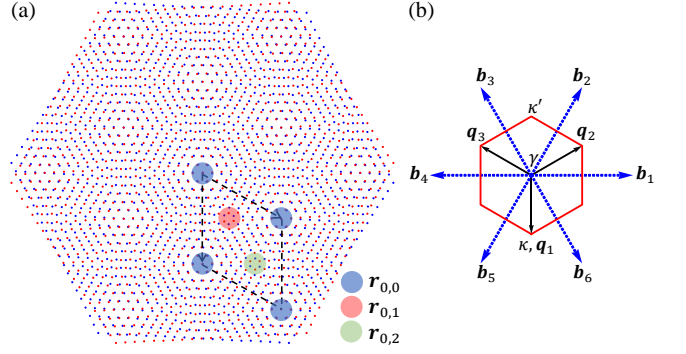 (a)
r₀,₀
r₀,₁
r₀,₂
(b)
b₃
b₂
κ′
q₃
q₂
γ
b₄
b₁
κ, q₁
b₅
b₆